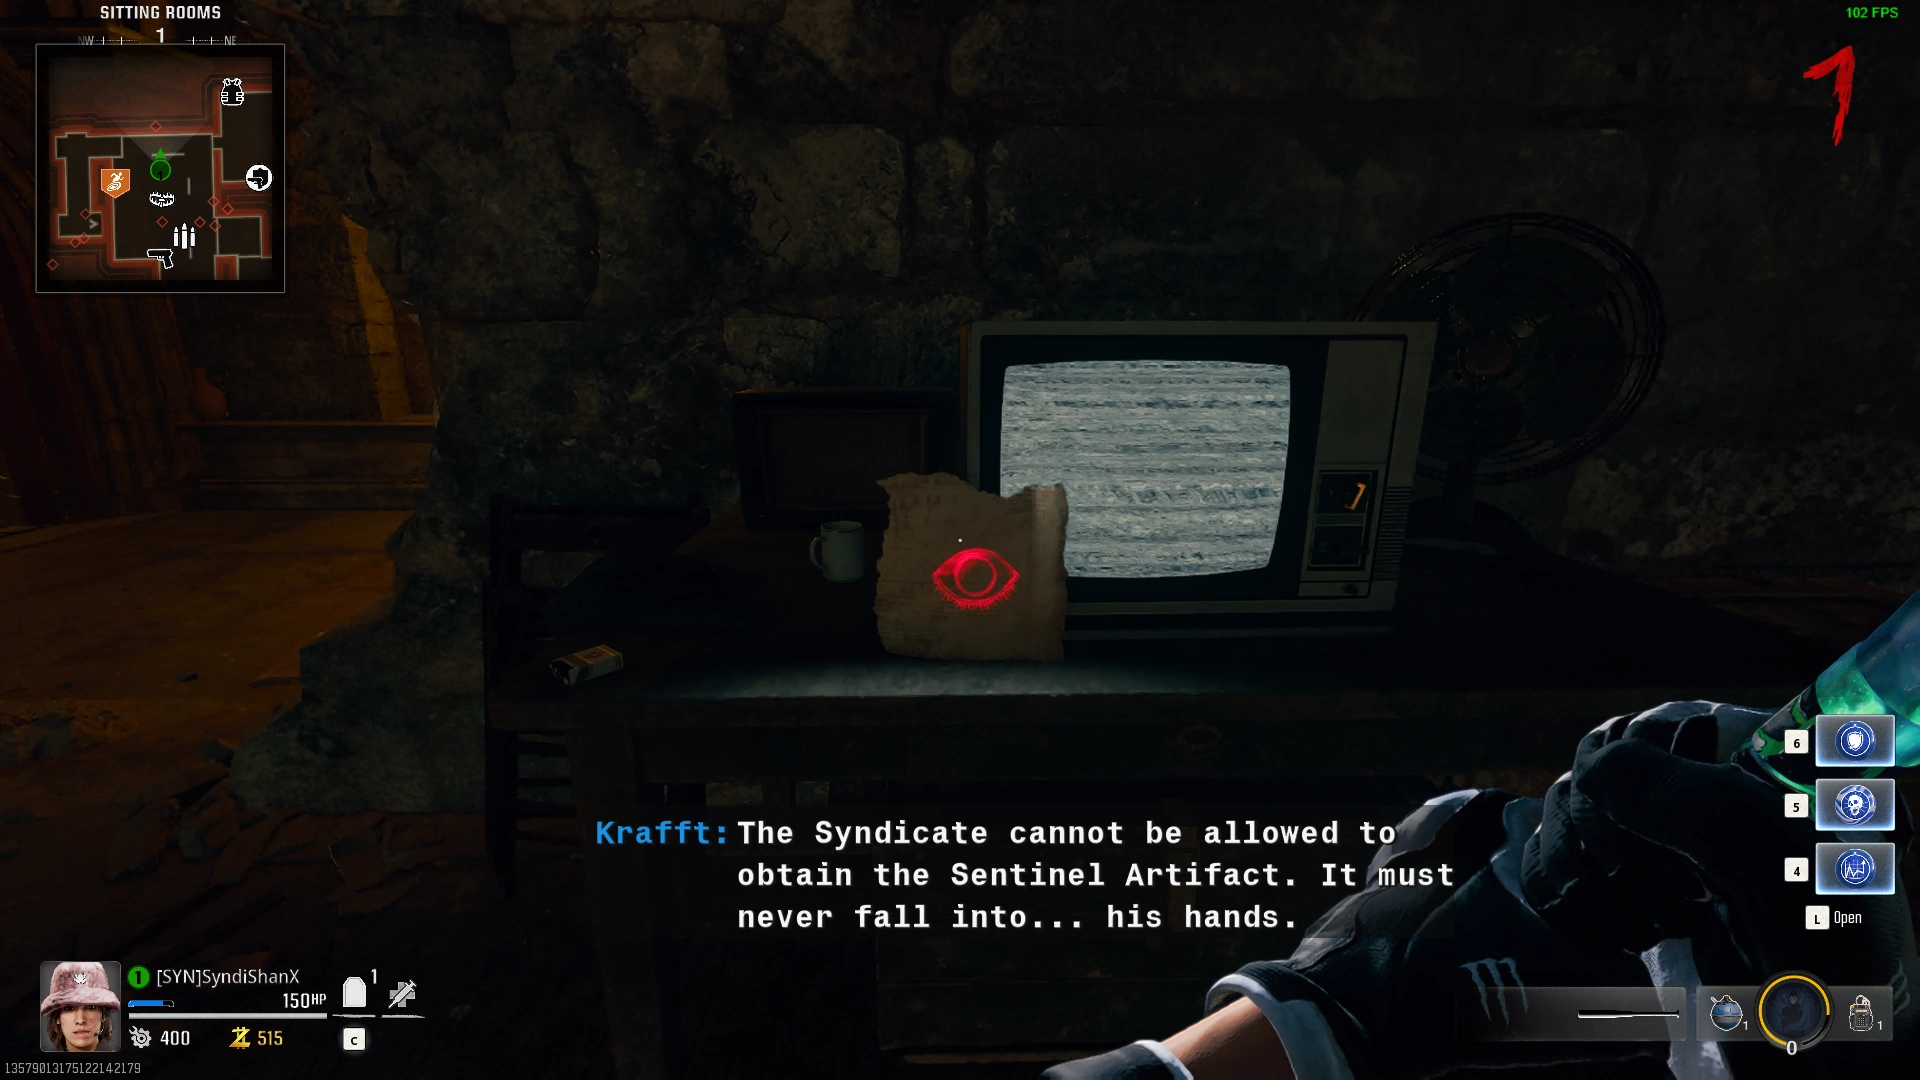 SITTING ROOMS
NW 1 NE
102 FPS
1
6
5
4
L Open
Krafft: The Syndicate cannot be allowed to
obtain the Sentinel Artifact. It must
never fall into... his hands.
1 [SYN]SyndiShanX
150HP
1
400 515
C
1
0
1
13579013175122142179